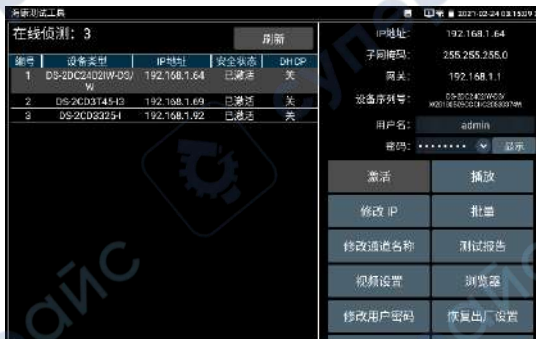 海康测试工具
2021-02-24 03:15:09
在线侦测: 3
刷新
编号 设备类型 IP地址 安全状态 DHCP
1 DS-2DC2402IW-D3/W 192.168.1.64 已激活 关
2 DS-2CD3T45-I3 192.168.1.69 已激活 关
3 DS-2CD3325-I 192.168.1.92 已激活 关
IP地址: 192.168.1.64
子网掩码: 255.255.255.0
网关: 192.168.1.1
设备序列号: DS-2DC2402IW-D3/
用户名: admin
密码: ········ 显示
激活 播放
修改 IP 批量
修改通道名称 测试报告
视频设置 浏览器
修改用户密码 恢复出厂设置